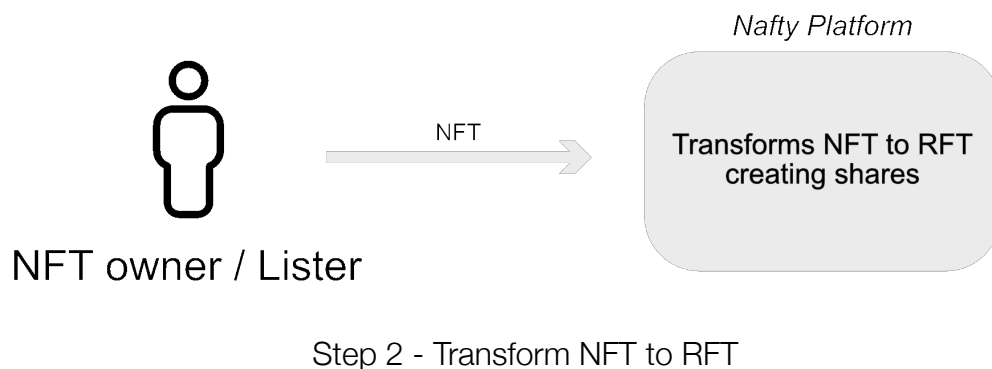 Nafty Platform
NFT
Transforms NFT to RFT
creating shares
NFT owner / Lister
Step 2 - Transform NFT to RFT